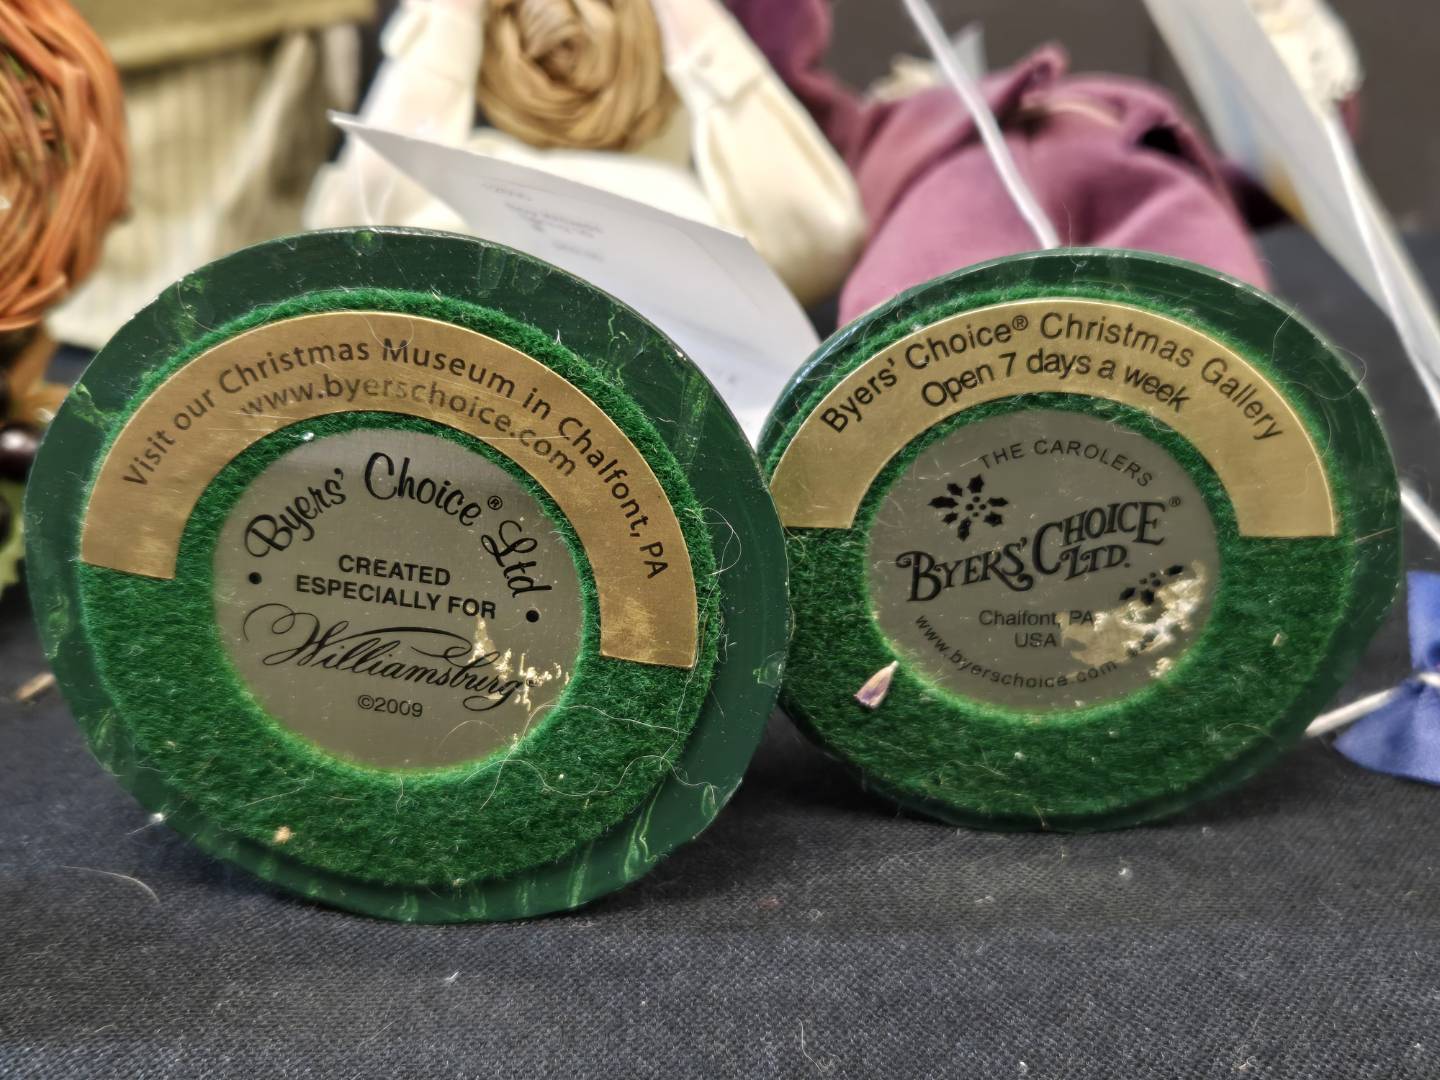 Visit our Christmas Museum in Chalfont, PA
www.byerschoice.com
Byers' Choice® Ltd
CREATED
ESPECIALLY FOR
Williamsburg
©2009
Byers' Choice® Christmas Gallery
Open 7 days a week
THE CAROLERS
BYERS' CHOICE®
LTD.
Chalfont, PA
USA
www.byerschoice.com